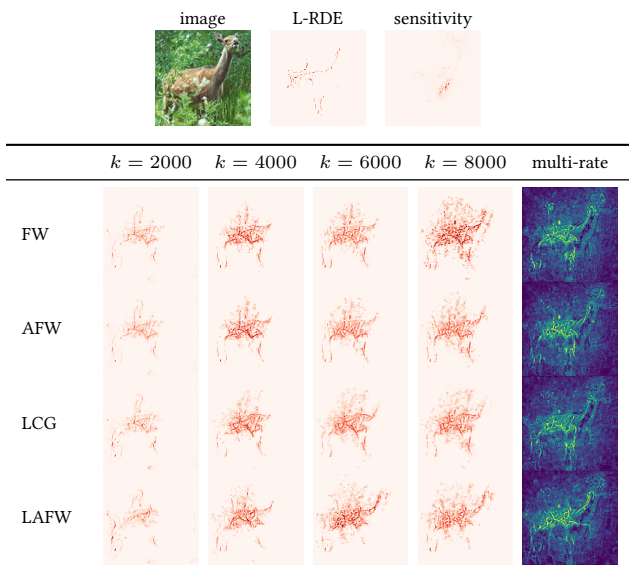 image L-RDE sensitivity
k = 2000 k = 4000 k = 6000 k = 8000 multi-rate
FW
AFW
LCG
LAFW